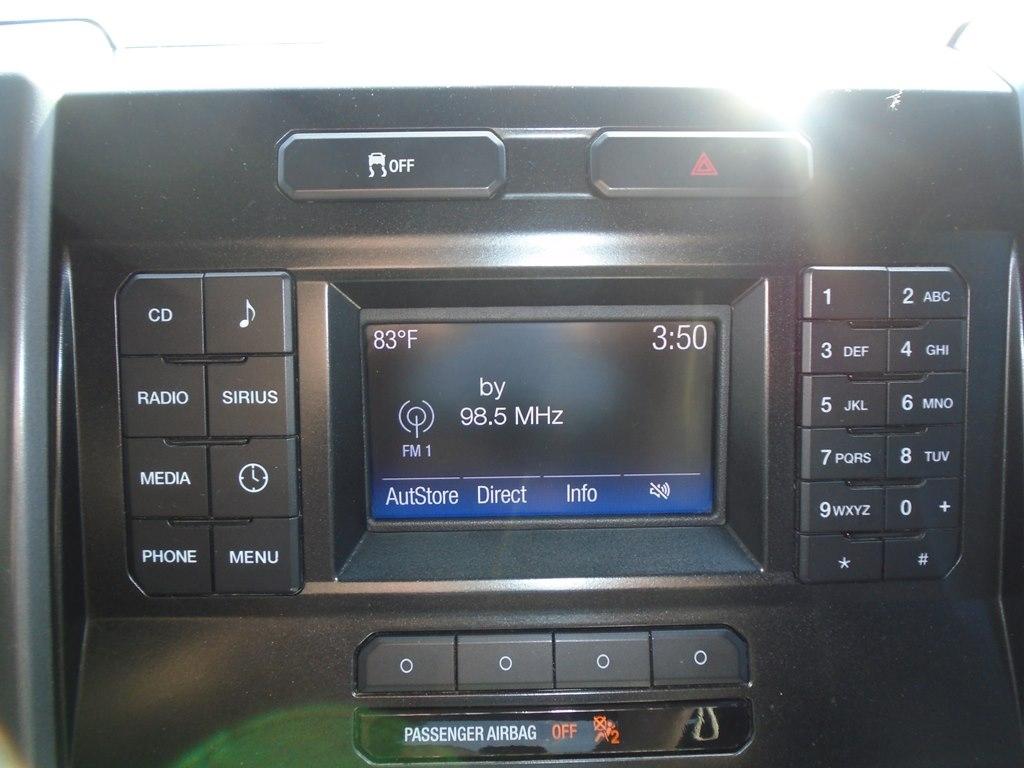 OFF
83°F 3:50
by
98.5 MHz
FM 1
AutStore Direct Info
CD
RADIO SIRIUS
MEDIA
PHONE MENU
1 2 ABC
3 DEF 4 GHI
5 JKL 6 MNO
7 PQRS 8 TUV
9 WXYZ 0 +
* #
PASSENGER AIRBAG OFF 2